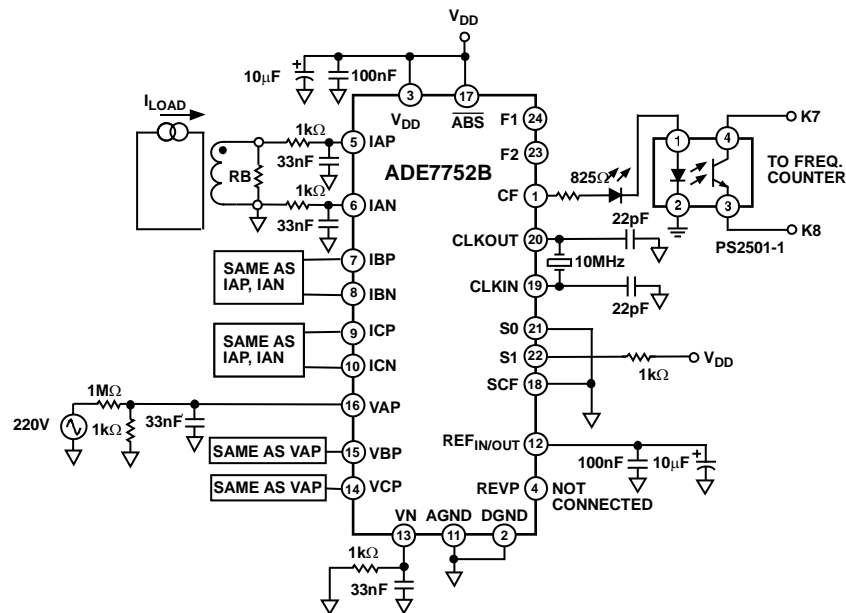 V_DD
10μF
+
100nF
3
17
V_DD
ABS
I_LOAD
1kΩ
33nF
RB
1kΩ
33nF
5
IAP
6
IAN
ADE7752B
SAME AS
IAP, IAN
7
IBP
8
IBN
SAME AS
IAP, IAN
9
ICP
10
ICN
220V
1MΩ
1kΩ
33nF
16
VAP
SAME AS VAP
15
VBP
SAME AS VAP
14
VCP
VN
AGND
DGND
13
11
2
1kΩ
33nF
F1
24
F2
23
CF
1
825Ω
1
4
2
3
K7
TO FREQ.
COUNTER
K8
PS2501-1
CLKOUT
20
22pF
10MHz
CLKIN
19
22pF
S0
21
S1
22
1kΩ
V_DD
SCF
18
REF_IN/OUT
12
100nF
10μF
+
REVP
4
NOT
CONNECTED